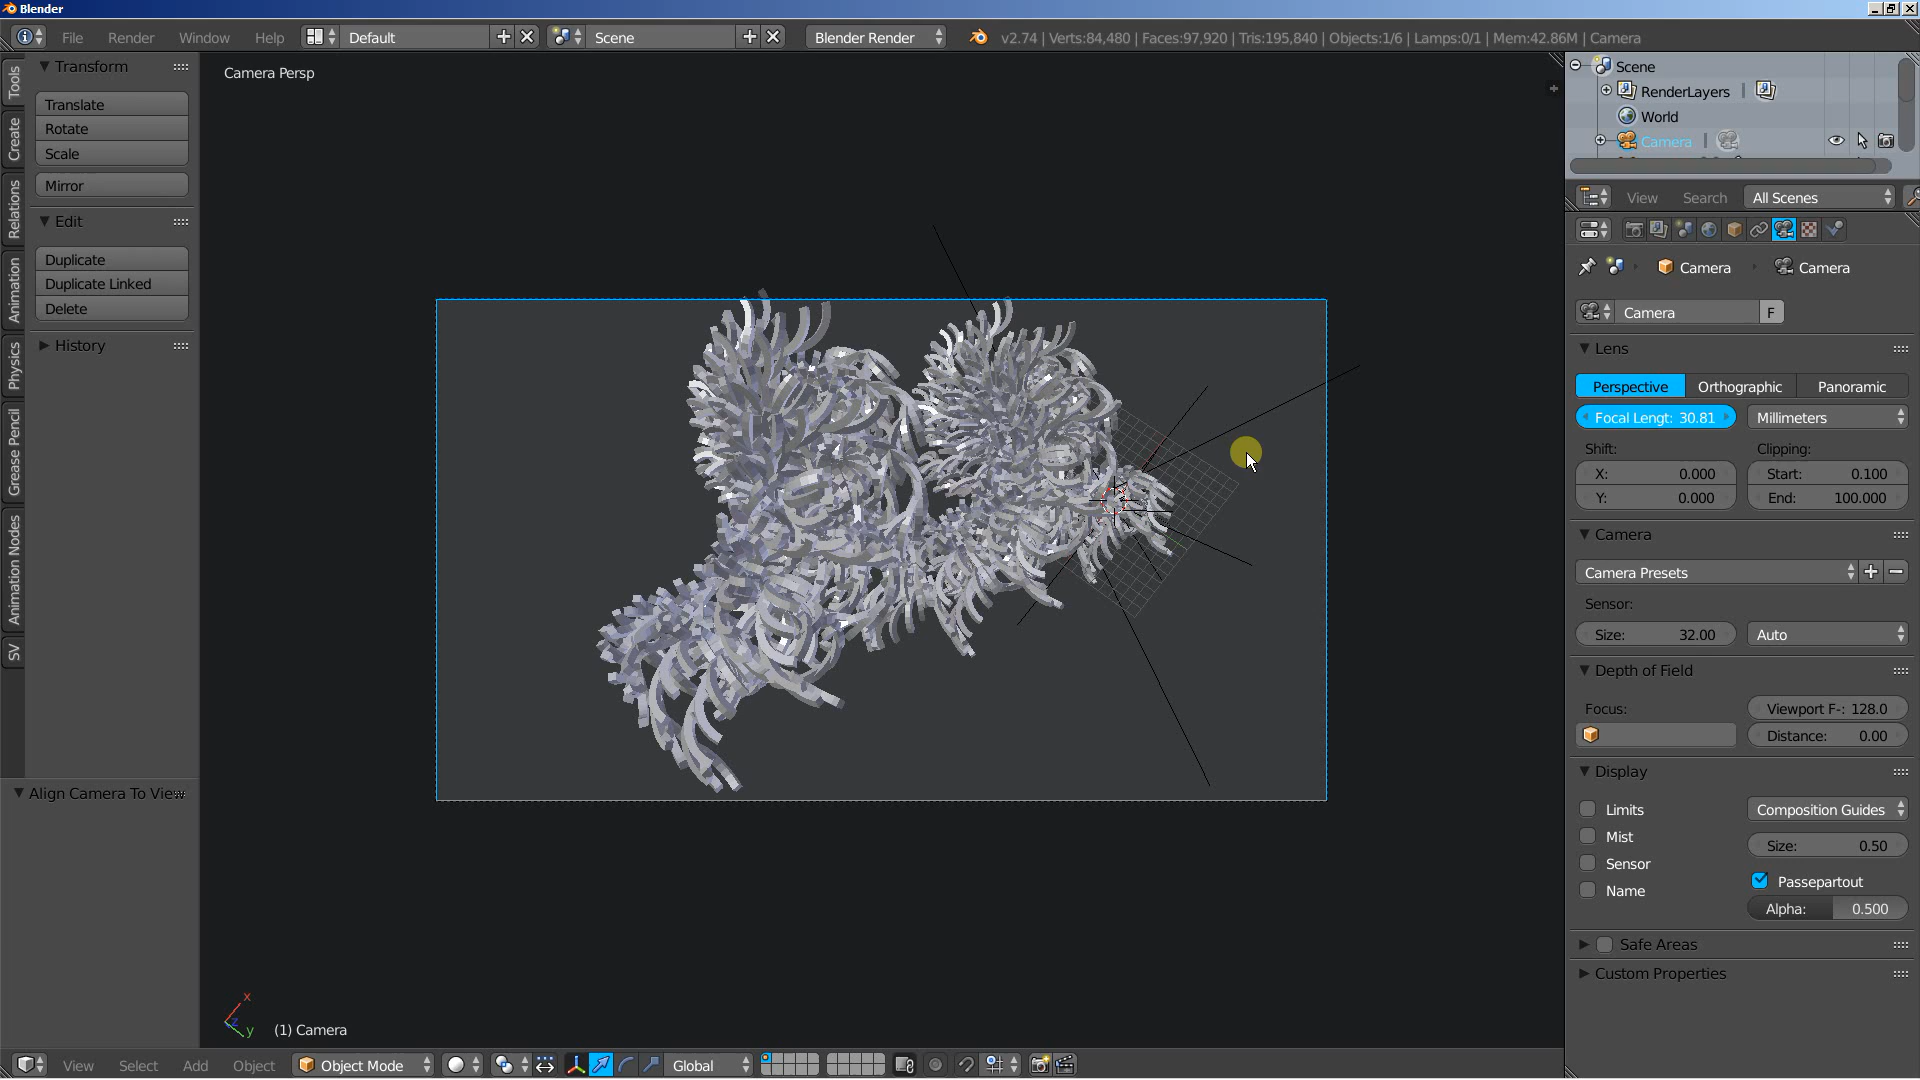 Blender
File Render Window Help Default Scene Blender Render v2.74 | Verts:84,480 | Faces:97,920 | Tris:195,840 | Objects:1/6 | Lamps:0/1 | Mem:42.86M | Camera
Tools
Create
Relations
Animation
Physics
Grease Pencil
Animation Nodes
SV
Transform
Translate
Rotate
Scale
Mirror
Edit
Duplicate
Duplicate Linked
Delete
History
Align Camera To View
Camera Persp
x
z
y
(1) Camera
View Select Add Object Object Mode Global
Scene
RenderLayers
World
Camera
View Search All Scenes
Camera Camera
Camera F
Lens
Perspective Orthographic Panoramic
Focal Lengt: 30.81 Millimeters
Shift: Clipping:
X: 0.000 Start: 0.100
Y: 0.000 End: 100.000
Camera
Camera Presets
Sensor:
Size: 32.00 Auto
Depth of Field
Focus: Viewport F-: 128.0
Distance: 0.00
Display
Limits Composition Guides
Mist Size: 0.50
Sensor
Passepartout
Name
Alpha: 0.500
Safe Areas
Custom Properties